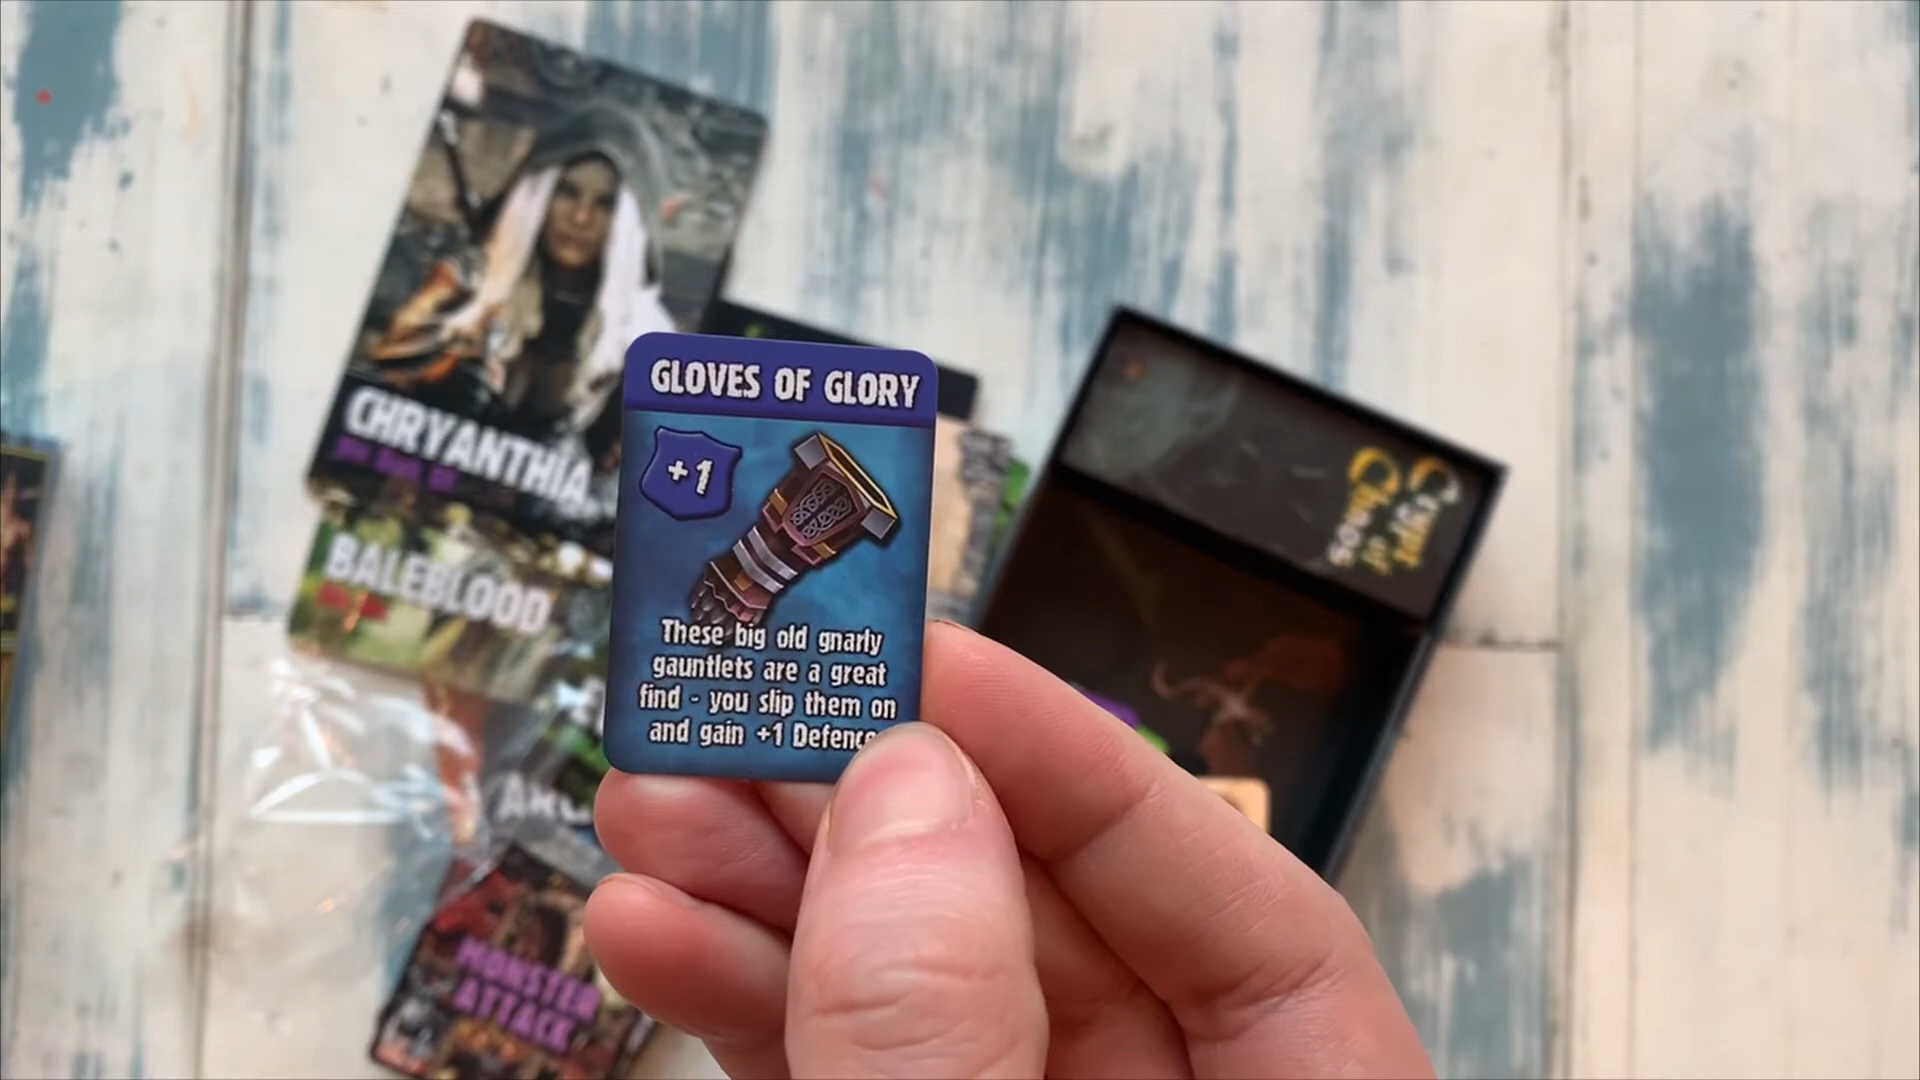 CHRYANTHIA
BALEBLOOD
GLOVES OF GLORY
+1
These big old gnarly
gauntlets are a great
find - you slip them on
and gain +1 Defence
Crypt
of
Chaos
MONSTER
ATTACK